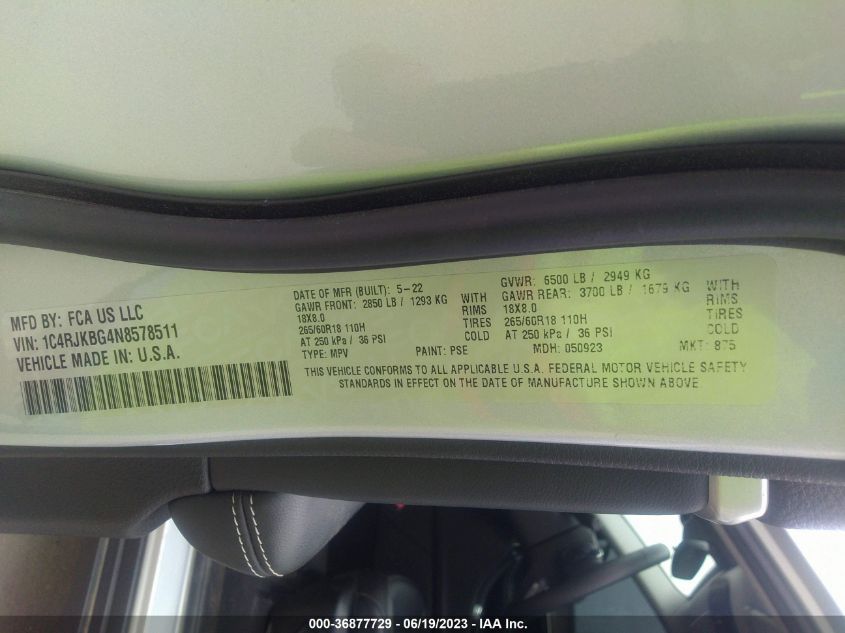 MFD BY: FCA US LLC
VIN: 1C4RJKBG4N8578511
VEHICLE MADE IN: U.S.A.
DATE OF MFR (BUILT): 5-22 GVWR: 6500 LB / 2949 KG
GAWR FRONT: 2850 LB / 1293 KG WITH GAWR REAR: 3700 LB / 1679 KG WITH
18X8.0 RIMS 18X8.0 RIMS
265/60R18 110H TIRES 265/60R18 110H TIRES
AT 250 kPa / 36 PSI COLD AT 250 kPa / 36 PSI COLD
TYPE: MPV PAINT: PSE MDH: 050923 MKT: 875
THIS VEHICLE CONFORMS TO ALL APPLICABLE U.S.A. FEDERAL MOTOR VEHICLE SAFETY
STANDARDS IN EFFECT ON THE DATE OF MANUFACTURE SHOWN ABOVE
000-36877729 - 06/19/2023 - IAA Inc.